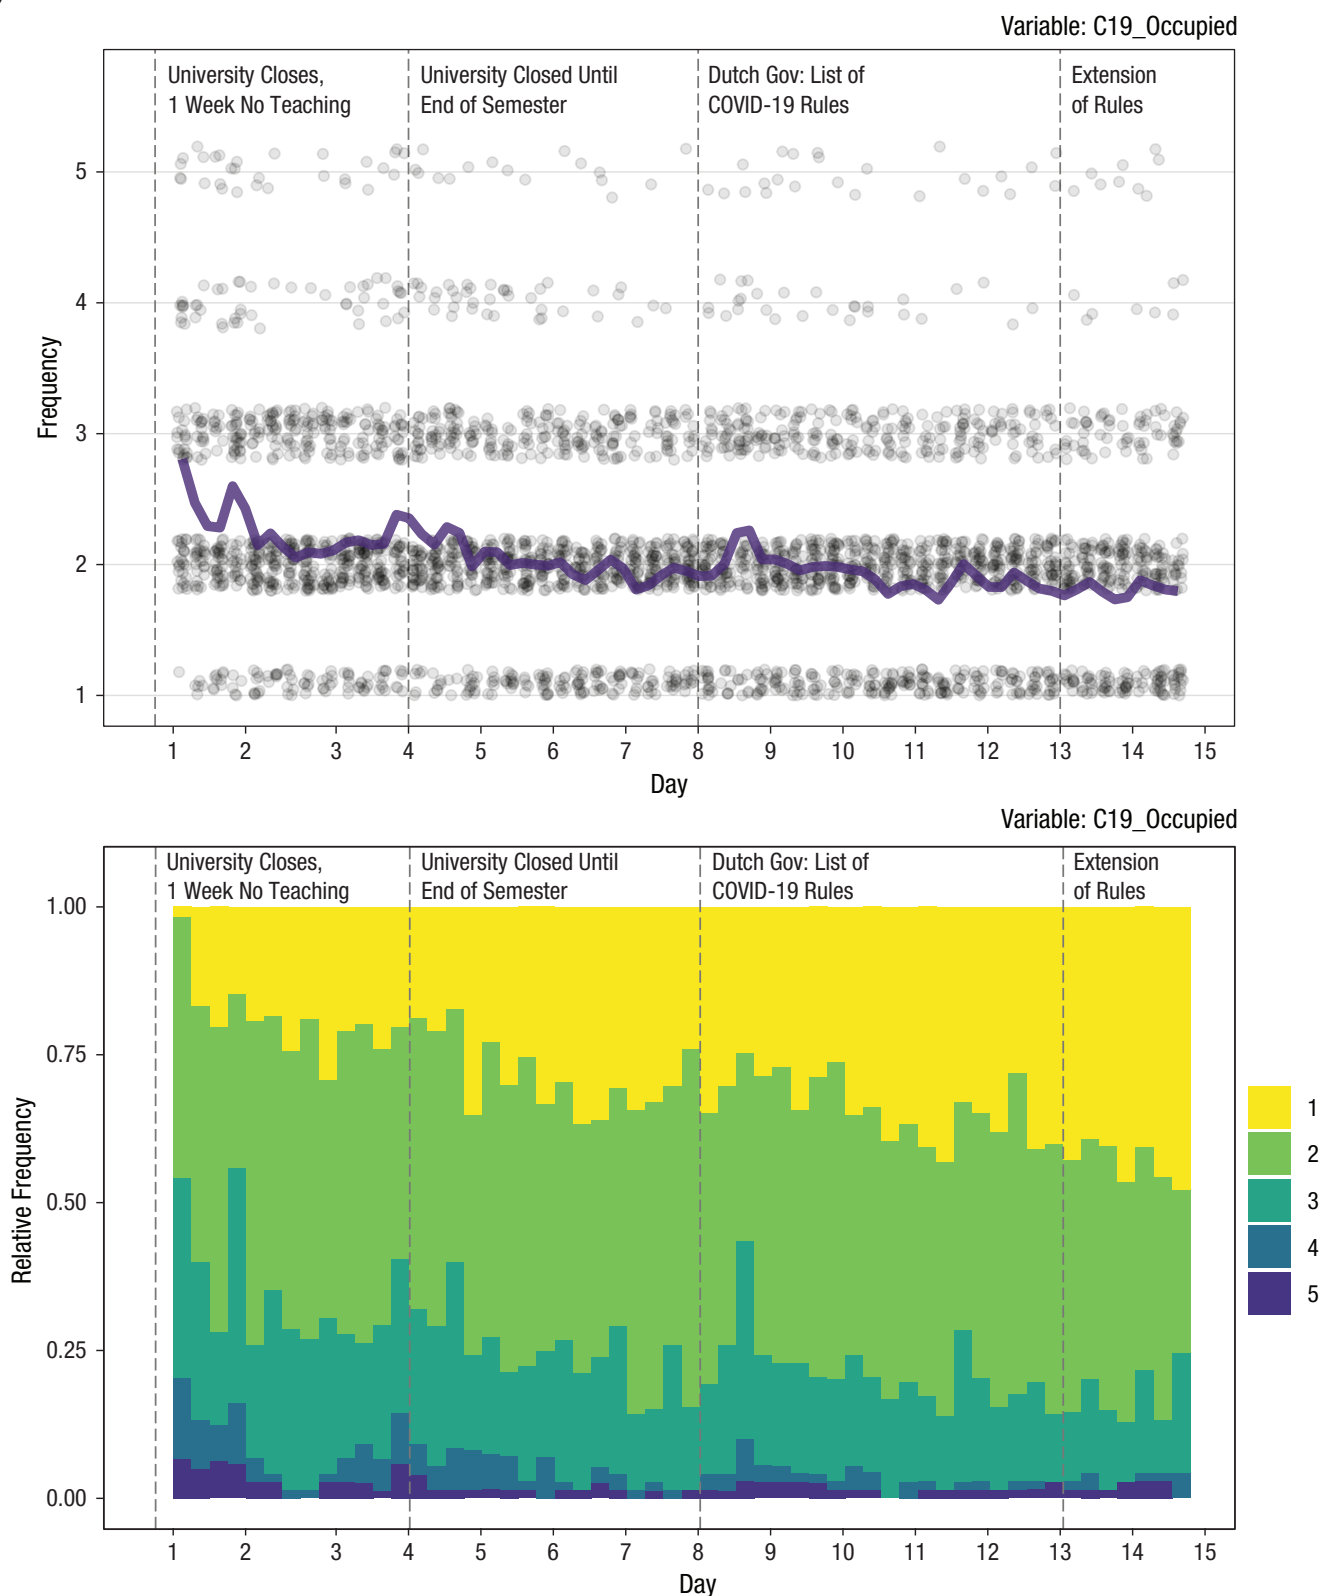 Variable: C19_Occupied
University Closes,
1 Week No Teaching
University Closed Until
End of Semester
Dutch Gov: List of
COVID-19 Rules
Extension
of Rules
5
4
3
2
1
Frequency
1 2 3 4 5 6 7 8 9 10 11 12 13 14 15
Day
Variable: C19_Occupied
University Closes,
1 Week No Teaching
University Closed Until
End of Semester
Dutch Gov: List of
COVID-19 Rules
Extension
of Rules
1.00
0.75
0.50
0.25
0.00
Relative Frequency
1
2
3
4
5
1 2 3 4 5 6 7 8 9 10 11 12 13 14 15
Day